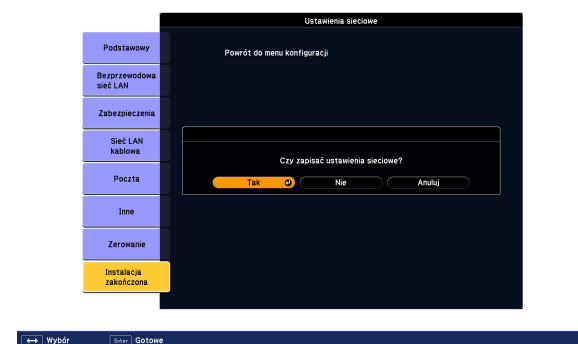 Ustawienia sieciowe
Podstawowy
Powrót do menu konfiguracji
Bezprzewodowa
sieć LAN
Zabezpieczenia
Sieć LAN
kablowa
Czy zapisać ustawienia sieciowe?
Poczta
Tak Nie Anuluj
Inne
Zerowanie
Instalacja
zakończona
Wybór Enter Gotowe